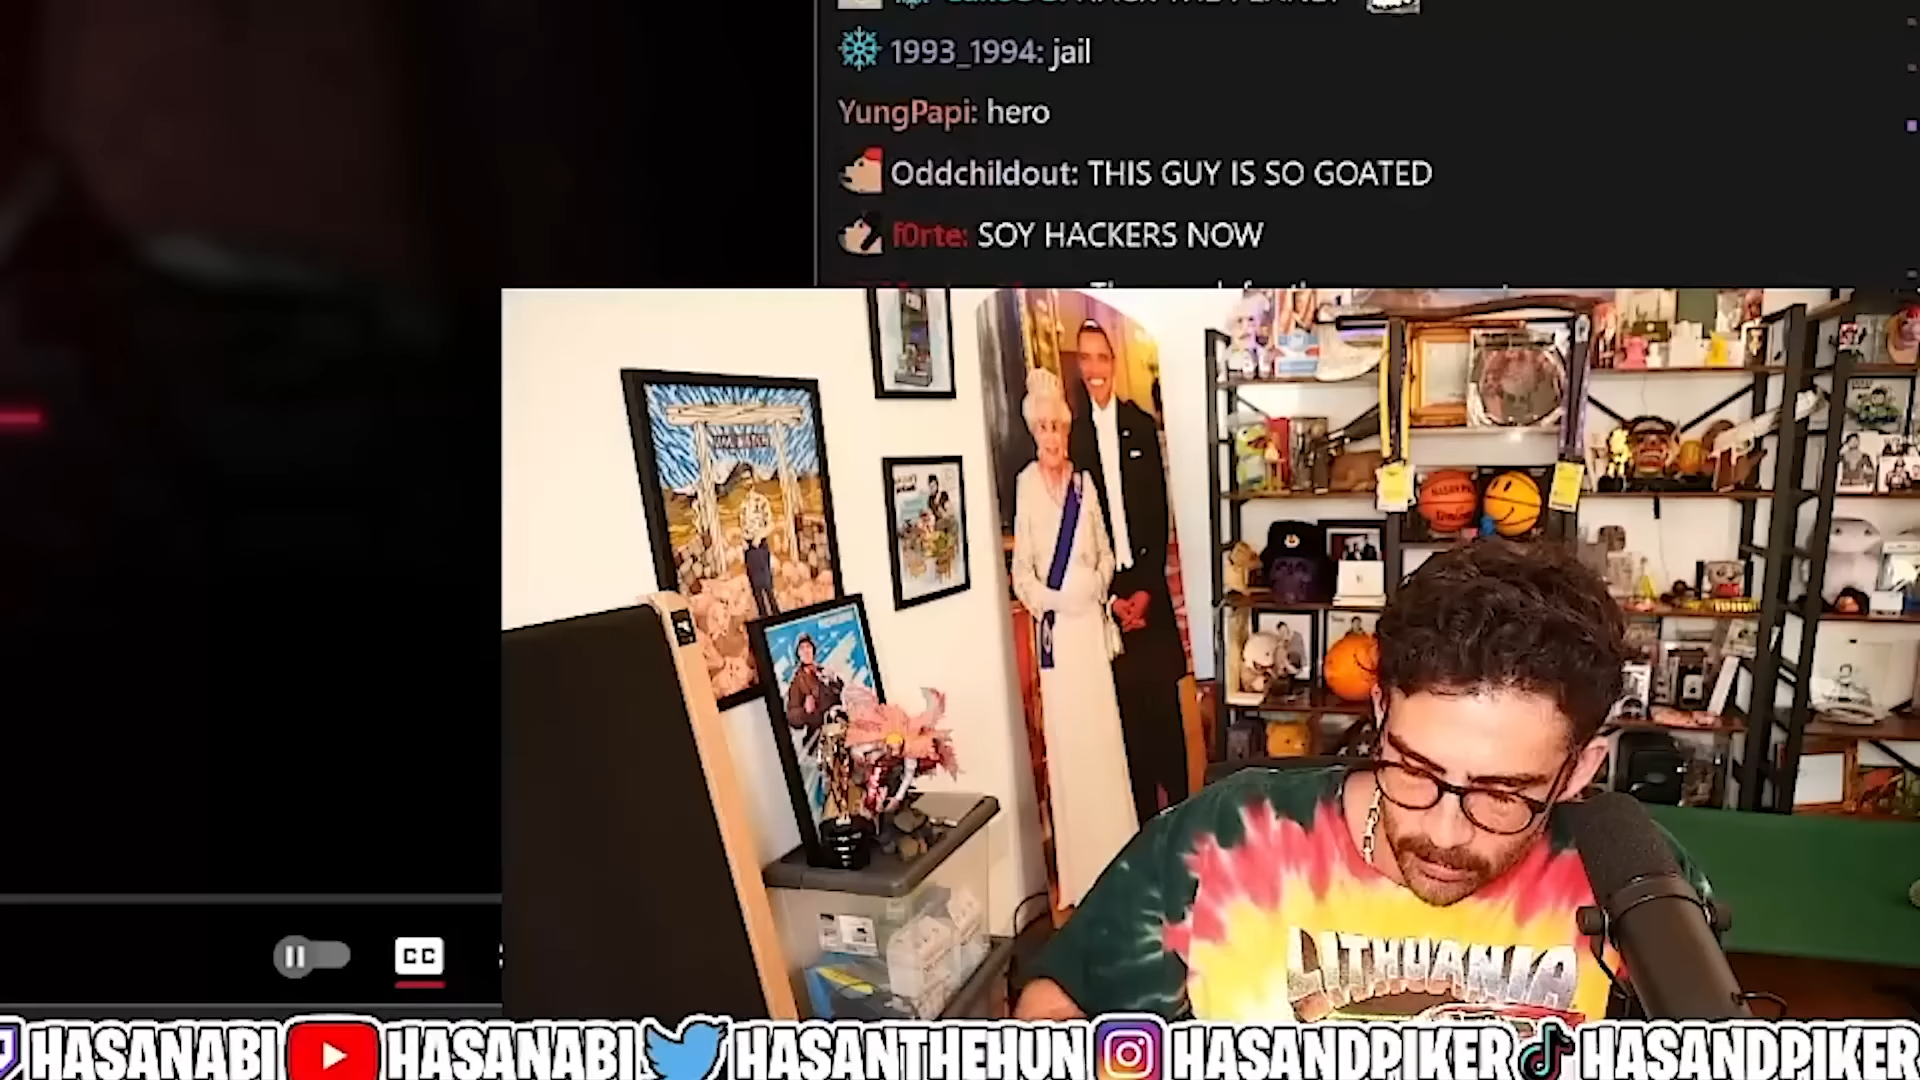 1993_1994: jail
YungPapi: hero
Oddchildout: THIS GUY IS SO GOATED
f0rte: SOY HACKERS NOW
LITHUANIA
CC
HASANABI HASANABI HASANTHEHUN HASANDPIKER HASANDPIKER